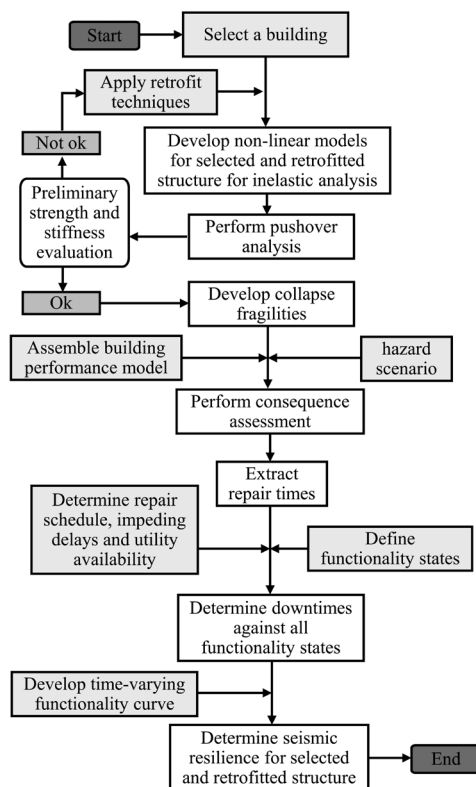 Start
Select a building
Apply retrofit
techniques
Not ok
Develop non-linear models
for selected and retrofitted
structure for inelastic analysis
Preliminary
strength and
stiffness
evaluation
Perform pushover
analysis
Ok
Develop collapse
fragilities
Assemble building
performance model
hazard
scenario
Perform consequence
assessment
Extract
repair times
Determine repair
schedule, impeding
delays and utility
availability
Define
functionality states
Determine downtimes
against all
functionality states
Develop time-varying
functionality curve
Determine seismic
resilience for selected
and retrofitted structure
End